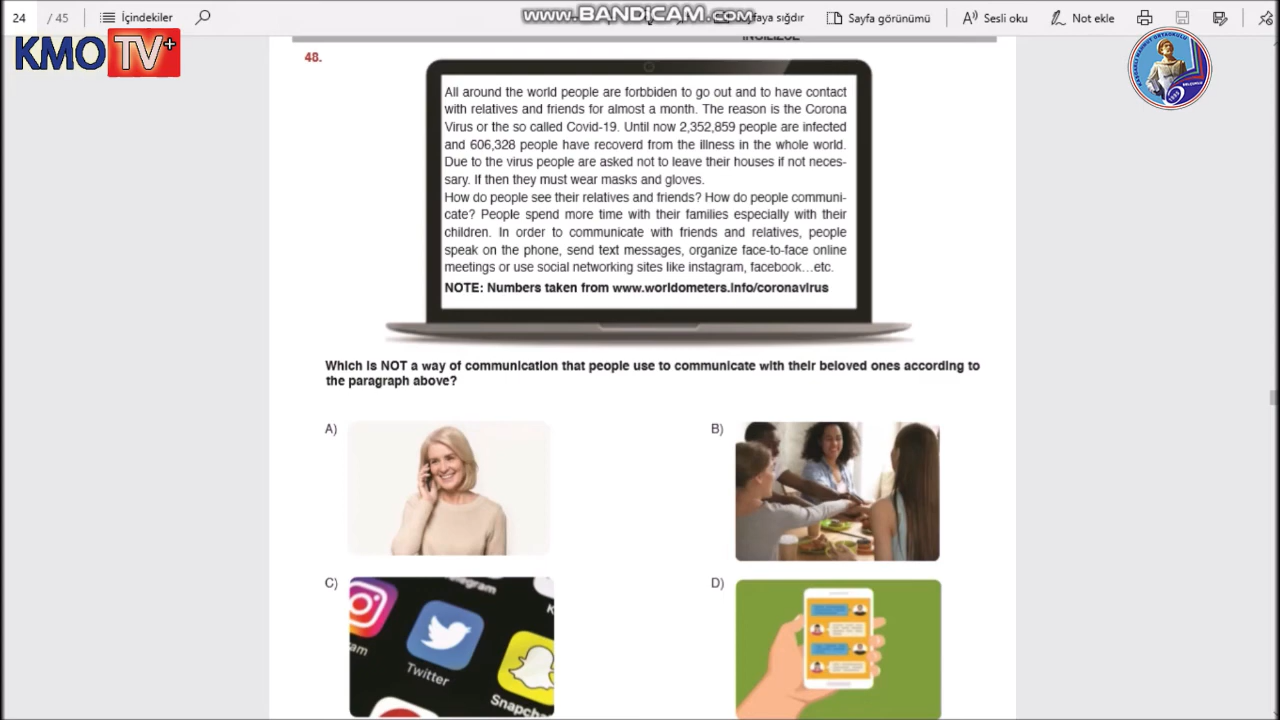 24 / 45
İçindekiler
www.BANDICAM.com
faya sığdır
Sayfa görünümü
Sesli oku
Not ekle
KMO TV+
İNGİLİZCE
48.
All around the world people are forbbiden to go out and to have contact
with relatives and friends for almost a month. The reason is the Corona
Virus or the so called Covid-19. Until now 2,352,859 people are infected
and 606,328 people have recoverd from the illness in the whole world.
Due to the virus people are asked not to leave their houses if not neces-
sary. If then they must wear masks and gloves.
How do people see their relatives and friends? How do people communi-
cate? People spend more time with their families especially with their
children. In order to communicate with friends and relatives, people
speak on the phone, send text messages, organize face-to-face online
meetings or use social networking sites like instagram, facebook...etc.
NOTE: Numbers taken from www.worldometers.info/coronavirus
Which is NOT a way of communication that people use to communicate with their beloved ones according to
the paragraph above?
A)
B)
C)
D)
egram
am
Twitter
Snapcha